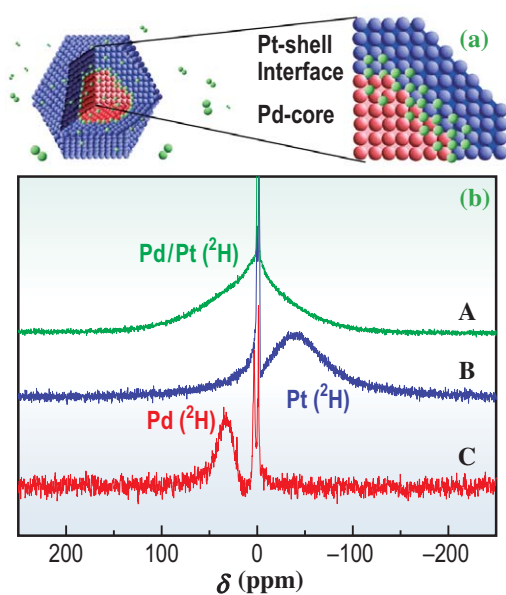 (a)
Pt-shell
Interface
Pd-core
(b)
Pd/Pt (²H)
A
B
Pt (²H)
Pd (²H)
C
200 100 0 −100 −200
δ (ppm)